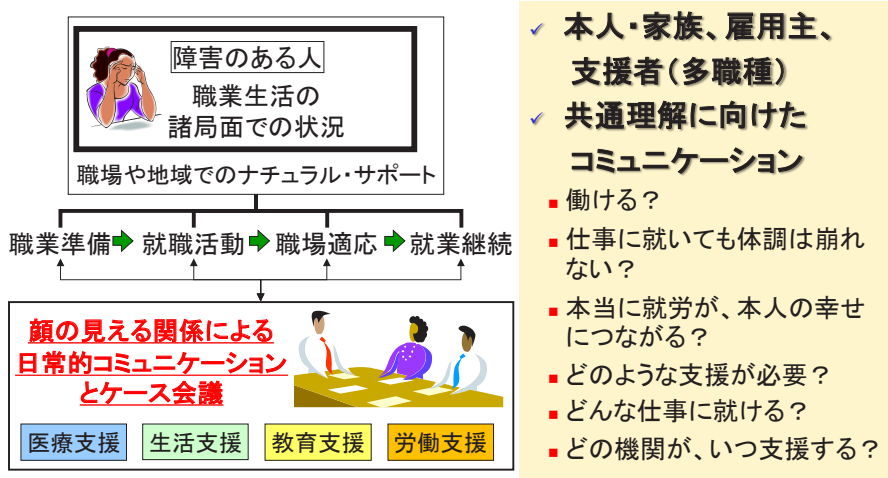 障害のある人
職業生活の
諸局面での状況
職場や地域でのナチュラル・サポート
職業準備
就職活動
職場適応
就業継続
顔の見える関係による
日常的コミュニケーション
とケース会議
医療支援
生活支援
教育支援
労働支援
本人・家族、雇用主、
支援者（多職種）
共通理解に向けた
コミュニケーション
働ける？
仕事に就いても体調は崩れ
ない？
本当に就労が、本人の幸せ
につながる？
どのような支援が必要？
どんな仕事に就ける？
どの機関が、いつ支援する？